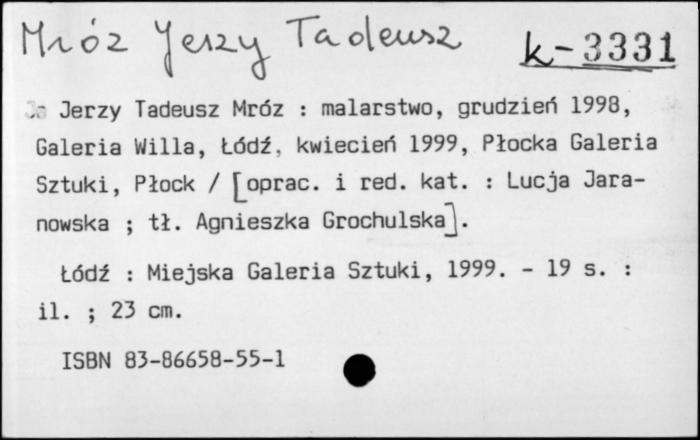 Mróz Jerzy Tadeusz
k-3331
Jerzy Tadeusz Mróz : malarstwo, grudzień 1998,
Galeria Willa, Łódź, kwiecień 1999, Płocka Galeria
Sztuki, Płock / [oprac. i red. kat. : Lucja Jara-
nowska ; tł. Agnieszka Grochulska].
Łódź : Miejska Galeria Sztuki, 1999. - 19 s. :
il. ; 23 cm.
ISBN 83-86658-55-1